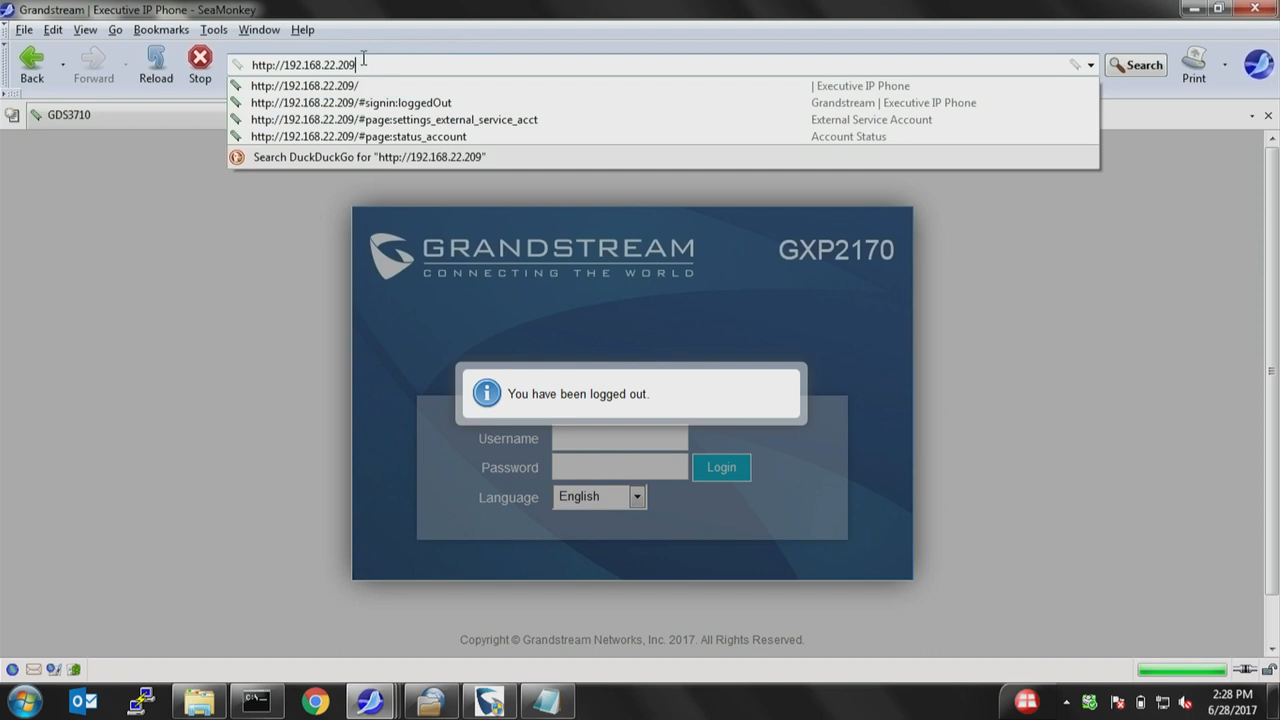 Grandstream | Executive IP Phone - SeaMonkey
File Edit View Go Bookmarks Tools Window Help
Back Forward Reload Stop http://192.168.22.209 Search Print
http://192.168.22.209/ | Executive IP Phone
http://192.168.22.209/#signin:loggedOut Grandstream | Executive IP Phone
http://192.168.22.209/#page:settings_external_service_acct External Service Account
http://192.168.22.209/#page:status_account Account Status
Search DuckDuckGo for "http://192.168.22.209"
GDS3710
GRANDSTREAM
CONNECTING THE WORLD
GXP2170
You have been logged out.
Username
Password Login
Language English
Copyright © Grandstream Networks, Inc. 2017. All Rights Reserved.
2:28 PM
6/28/2017